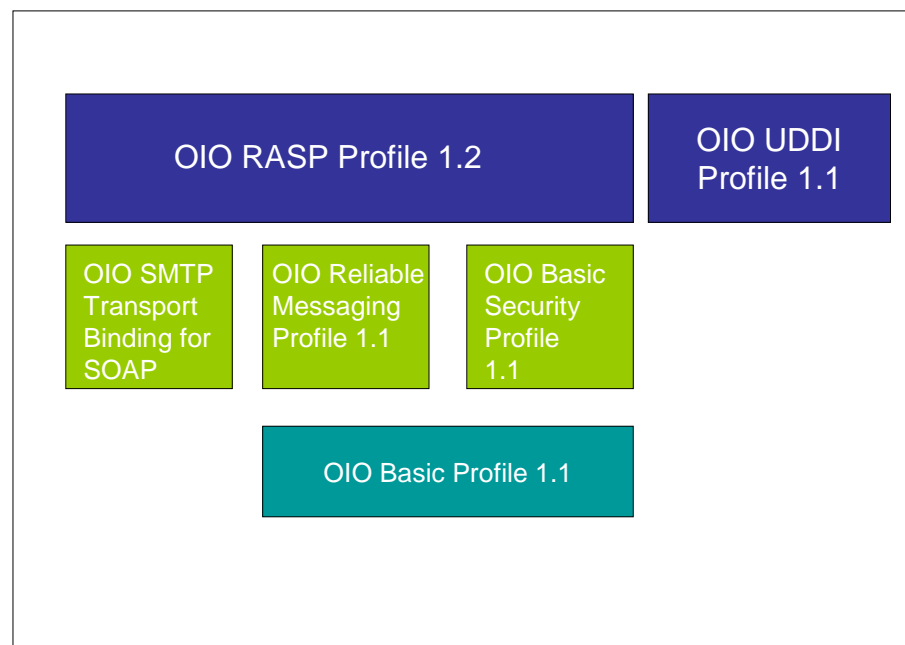 OIO RASP Profile 1.2
OIO UDDI
Profile 1.1
OIO SMTP
Transport
Binding for
SOAP
OIO Reliable
Messaging
Profile 1.1
OIO Basic
Security
Profile
1.1
OIO Basic Profile 1.1